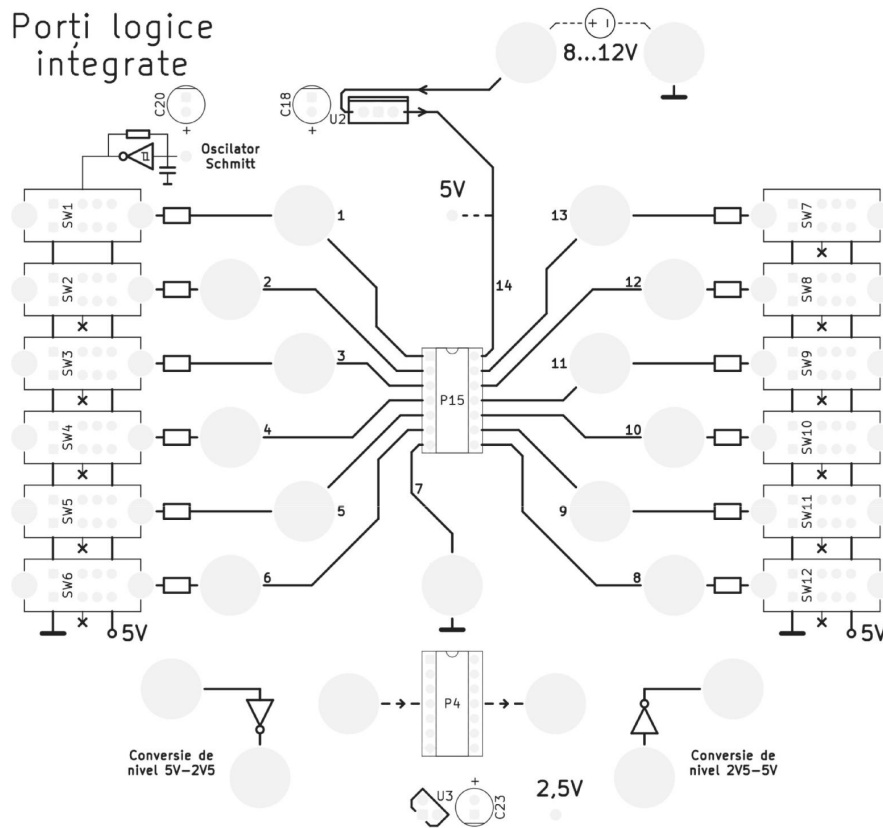 Porți logice
integrate
8...12V
C20
C18
U2
Oscilator
Schmitt
5V
SW1
1
13
SW7
SW2
2
14
12
SW8
SW3
3
11
SW9
P15
SW4
4
10
SW10
SW5
5
7
9
SW11
SW6
6
8
SW12
5V
5V
P4
Conversie de
nivel 5V-2V5
Conversie de
nivel 2V5-5V
U3
C23
2,5V